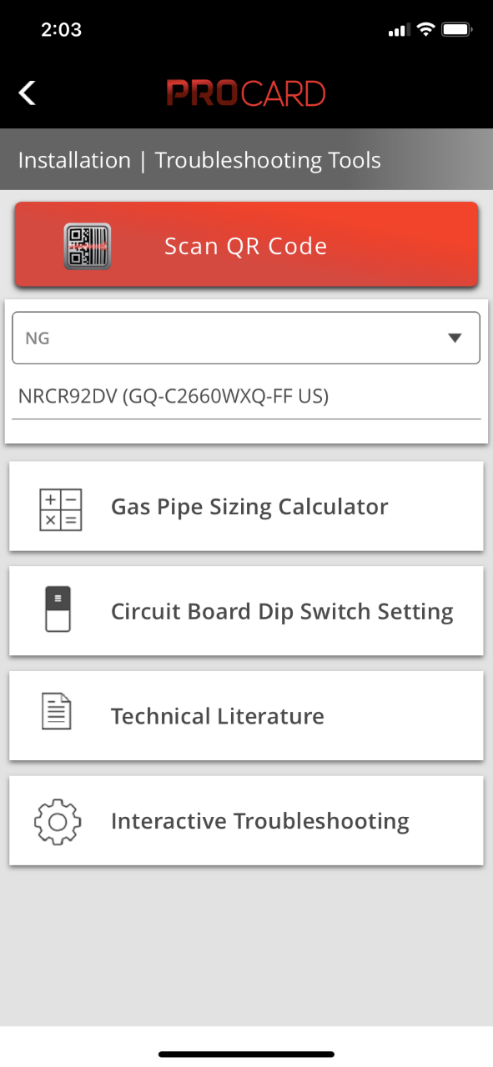 2:03
PROCARD
Installation | Troubleshooting Tools
Scan QR Code
NG
NRCR92DV (GQ-C2660WXQ-FF US)
Gas Pipe Sizing Calculator
Circuit Board Dip Switch Setting
Technical Literature
Interactive Troubleshooting